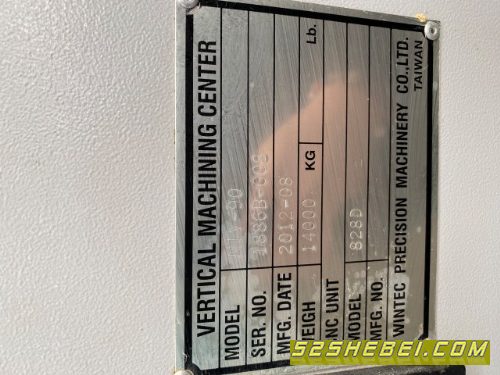 VERTICAL MACHINING CENTER
MODEL
SER. NO.
MFG. DATE 2012-08
WEIGH 14000 KG Lb.
NC UNIT
MODEL 828D
MFG. NO.
WINTEC PRECISION MACHINERY CO.,LTD.
TAIWAN
52SHEBEI.COM